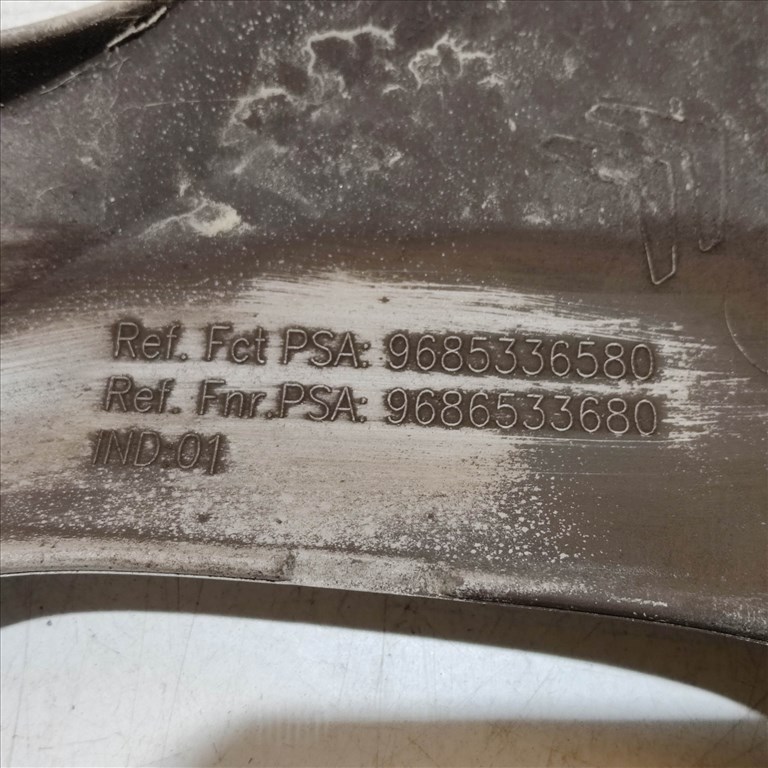 Ref. Fct PSA: 9685336580
Ref. Fnr.PSA: 9686533680
IND:01